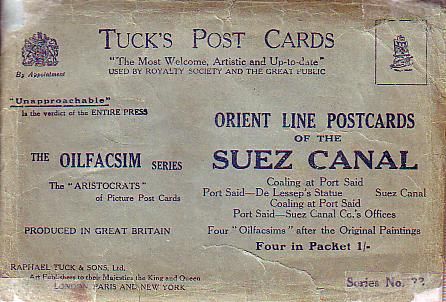 TUCK'S POST CARDS
"The Most Welcome, Artistic and Up-to-date"
USED BY ROYALTY SOCIETY AND THE GREAT PUBLIC
By Appointment
"Unapproachable"
Is the verdict of the ENTIRE PRESS
THE OILFACSIM SERIES
The "ARISTOCRATS"
of Picture Post Cards
PRODUCED IN GREAT BRITAIN
ORIENT LINE POSTCARDS
OF THE
SUEZ CANAL
Coaling at Port Said
Port Said—De Lessep's Statue Suez Canal
Coaling at Port Said
Port Said—Suez Canal Co.'s Offices
Four "Oilfacsims" after the Original Paintings
Four in Packet 1/-
RAPHAEL TUCK & SONS, Ltd.
Art Publishers to their Majesties the King and Queen
LONDON PARIS AND NEW YORK
Series No.